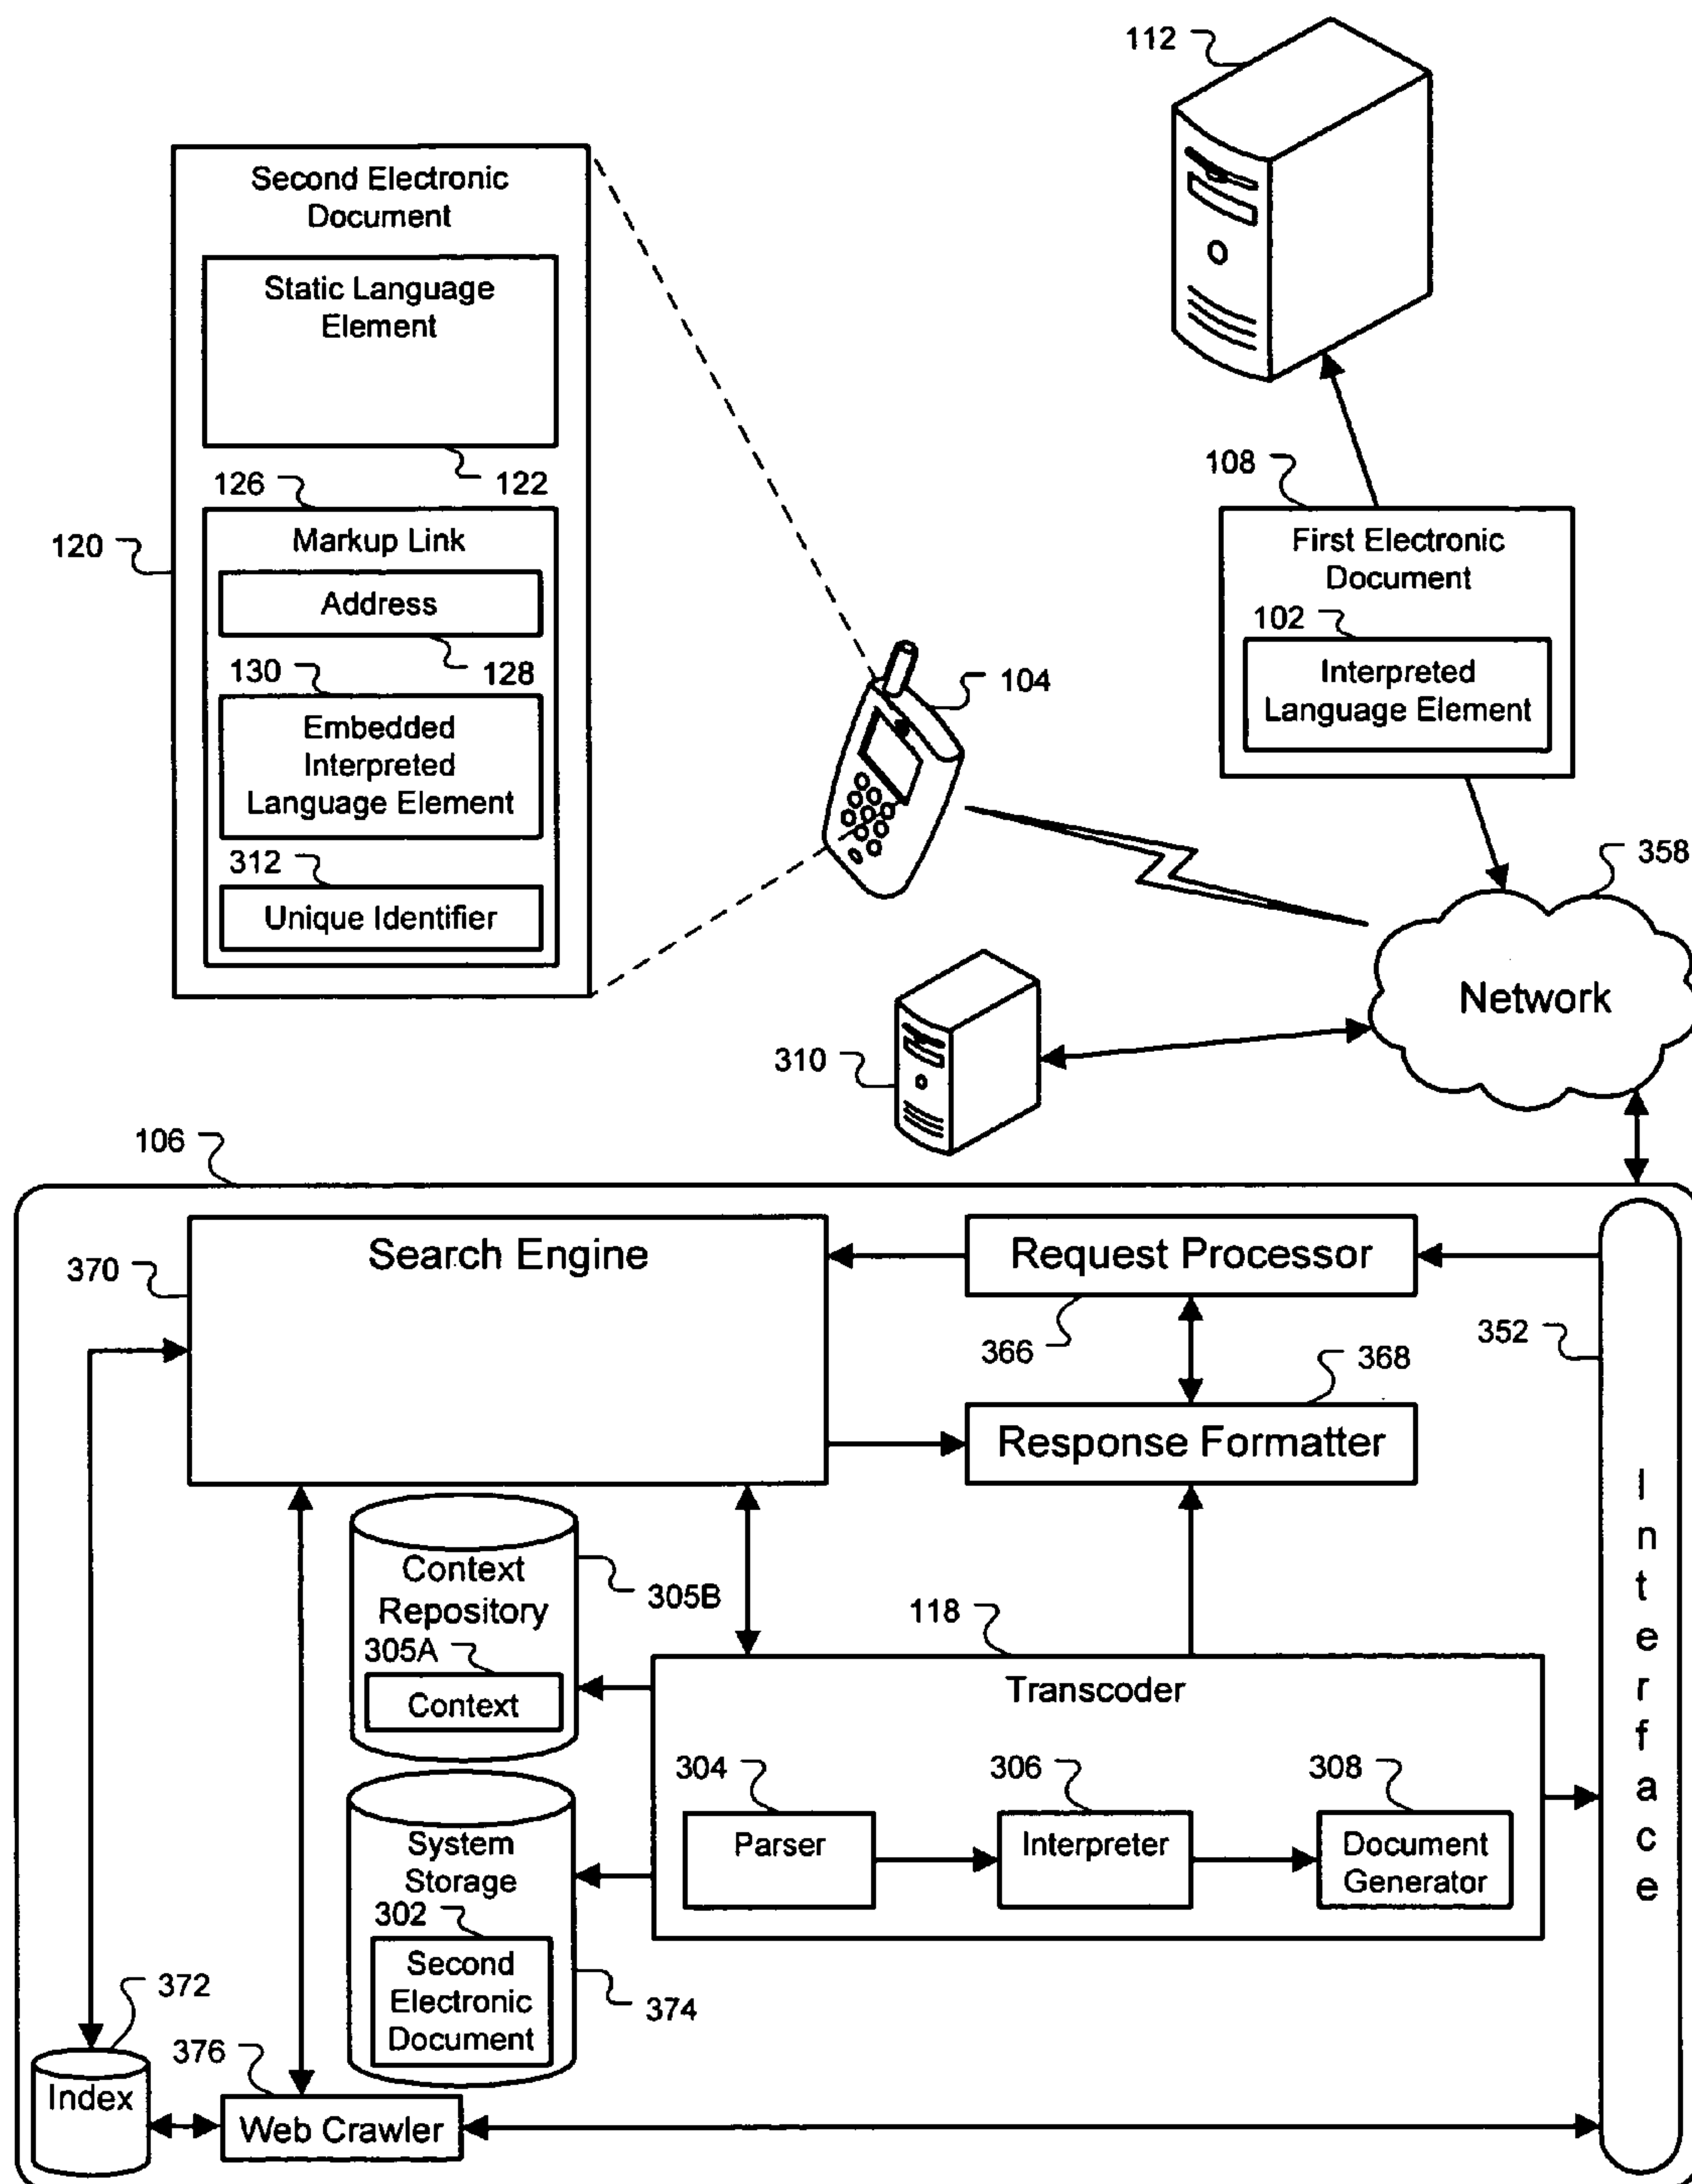 112
Second Electronic
Document
Static Language
Element
122
126
120
Markup Link
Address
128
130
Embedded
Interpreted
Language Element
312
Unique Identifier
104
108
First Electronic
Document
102
Interpreted
Language Element
358
Network
310
106
Search Engine
370
Request Processor
366
352
368
Response Formatter
Interface
Context
Repository
305B
305A
Context
118
Transcoder
304
306
308
Parser
Interpreter
Document
Generator
System
Storage
302
Second
Electronic
Document
374
372
376
Index
Web Crawler